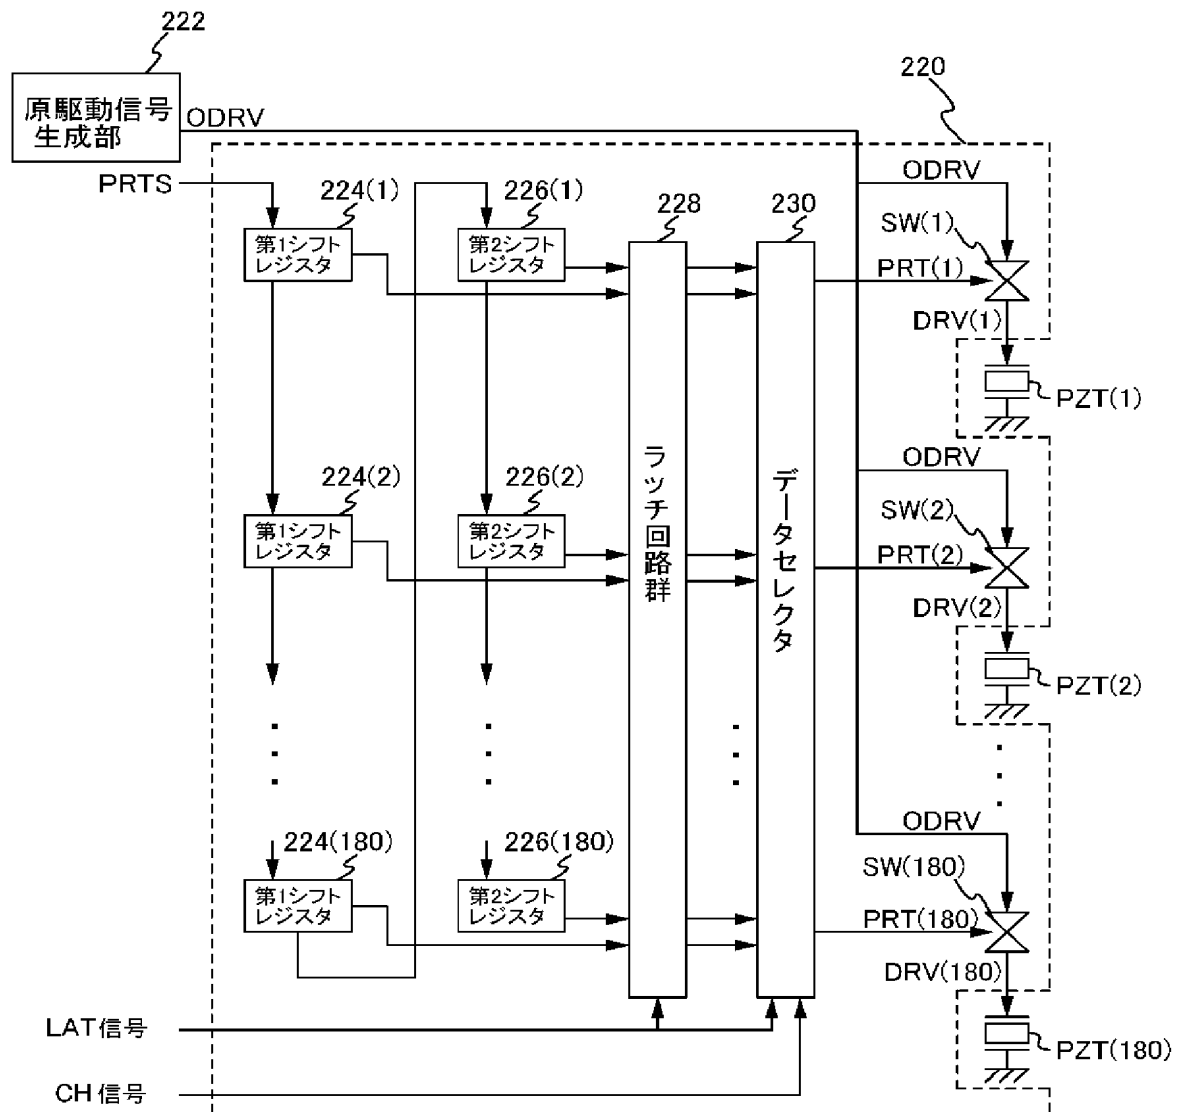 222
原駆動信号
生成部
ODRV
220
PRTS
224(1)
226(1)
228
230
ODRV
SW(1)
第1シフト
レジスタ
第2シフト
レジスタ
PRT(1)
DRV(1)
PZT(1)
ラッチ回路群
データセレクタ
ODRV
224(2)
226(2)
SW(2)
第1シフト
レジスタ
第2シフト
レジスタ
PRT(2)
DRV(2)
PZT(2)
ODRV
224(180)
226(180)
SW(180)
第1シフト
レジスタ
第2シフト
レジスタ
PRT(180)
DRV(180)
LAT信号
PZT(180)
CH信号